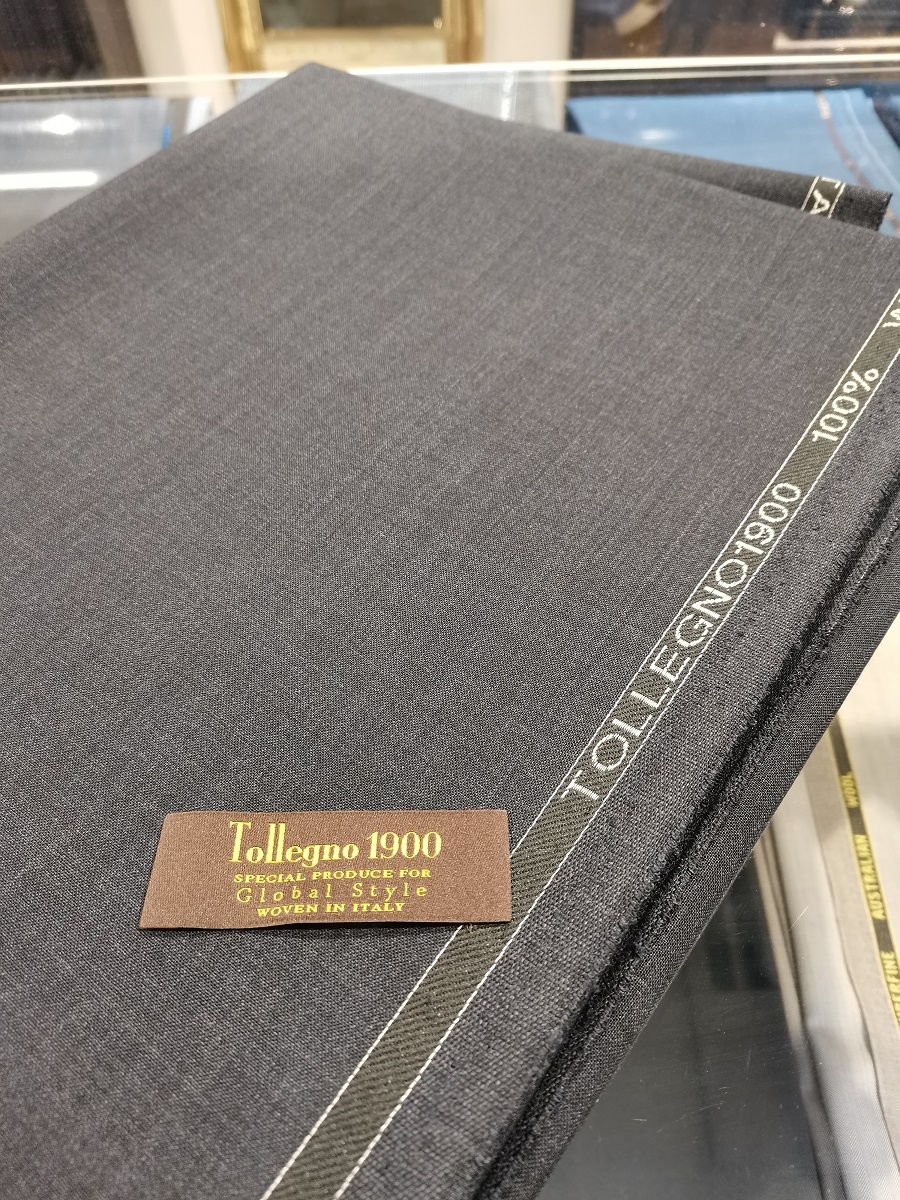 TOLLEGNO1900 100%
Tollegno 1900
SPECIAL PRODUCE FOR
Global Style
WOVEN IN ITALY
AUSTRALIAN WOOL